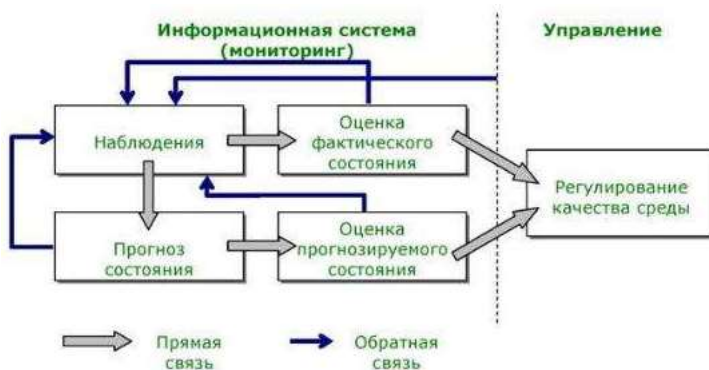 Информационная система
(мониторинг)
Управление
Наблюдения
Оценка
фактического
состояния
Регулирование
качества среды
Прогноз
состояния
Оценка
прогнозируемого
состояния
Прямая
связь
Обратная
связь